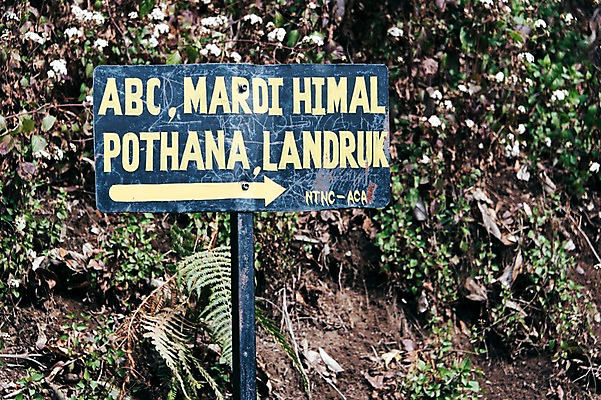 ABC, MARDI HIMAL
POTHANA, LANDRUK
NTNC-ACA